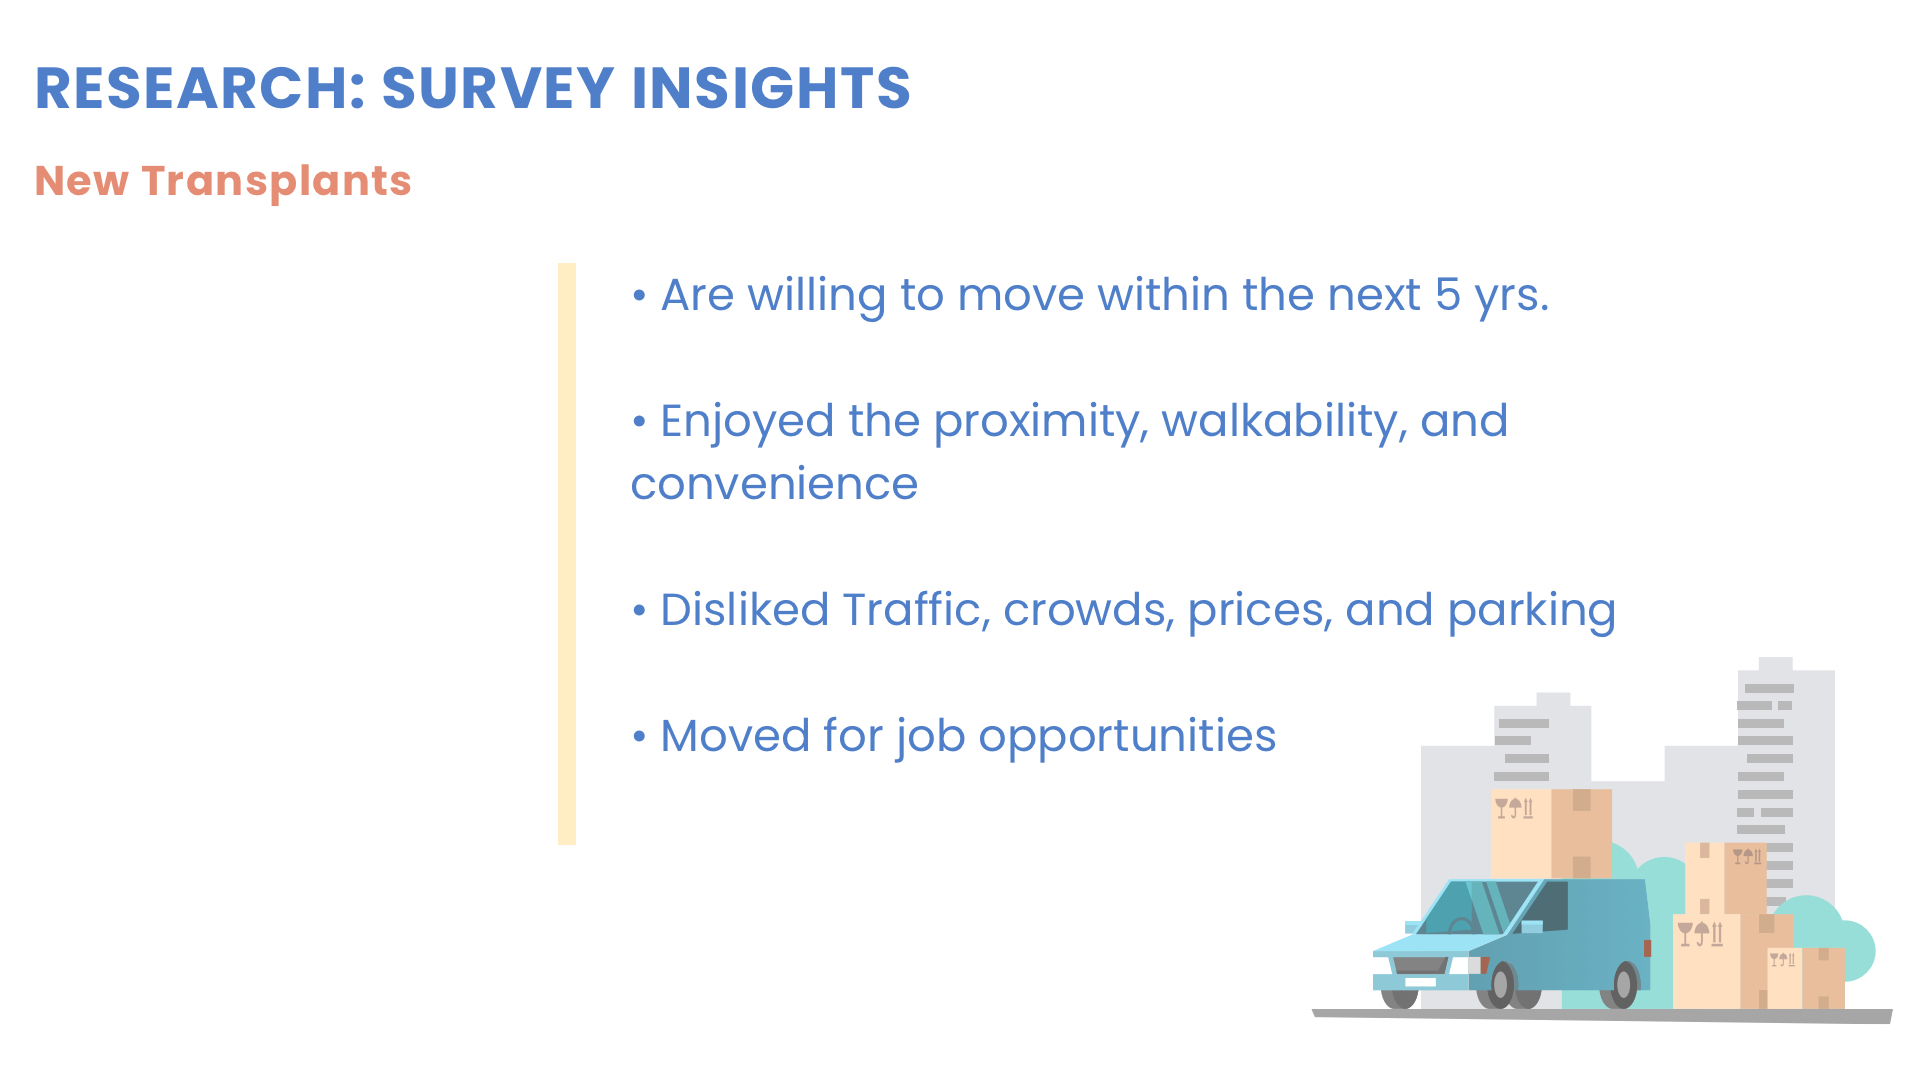 RESEARCH: SURVEY INSIGHTS
New Transplants
• Are willing to move within the next 5 yrs.
• Enjoyed the proximity, walkability, and
convenience
• Disliked Traffic, crowds, prices, and parking
• Moved for job opportunities